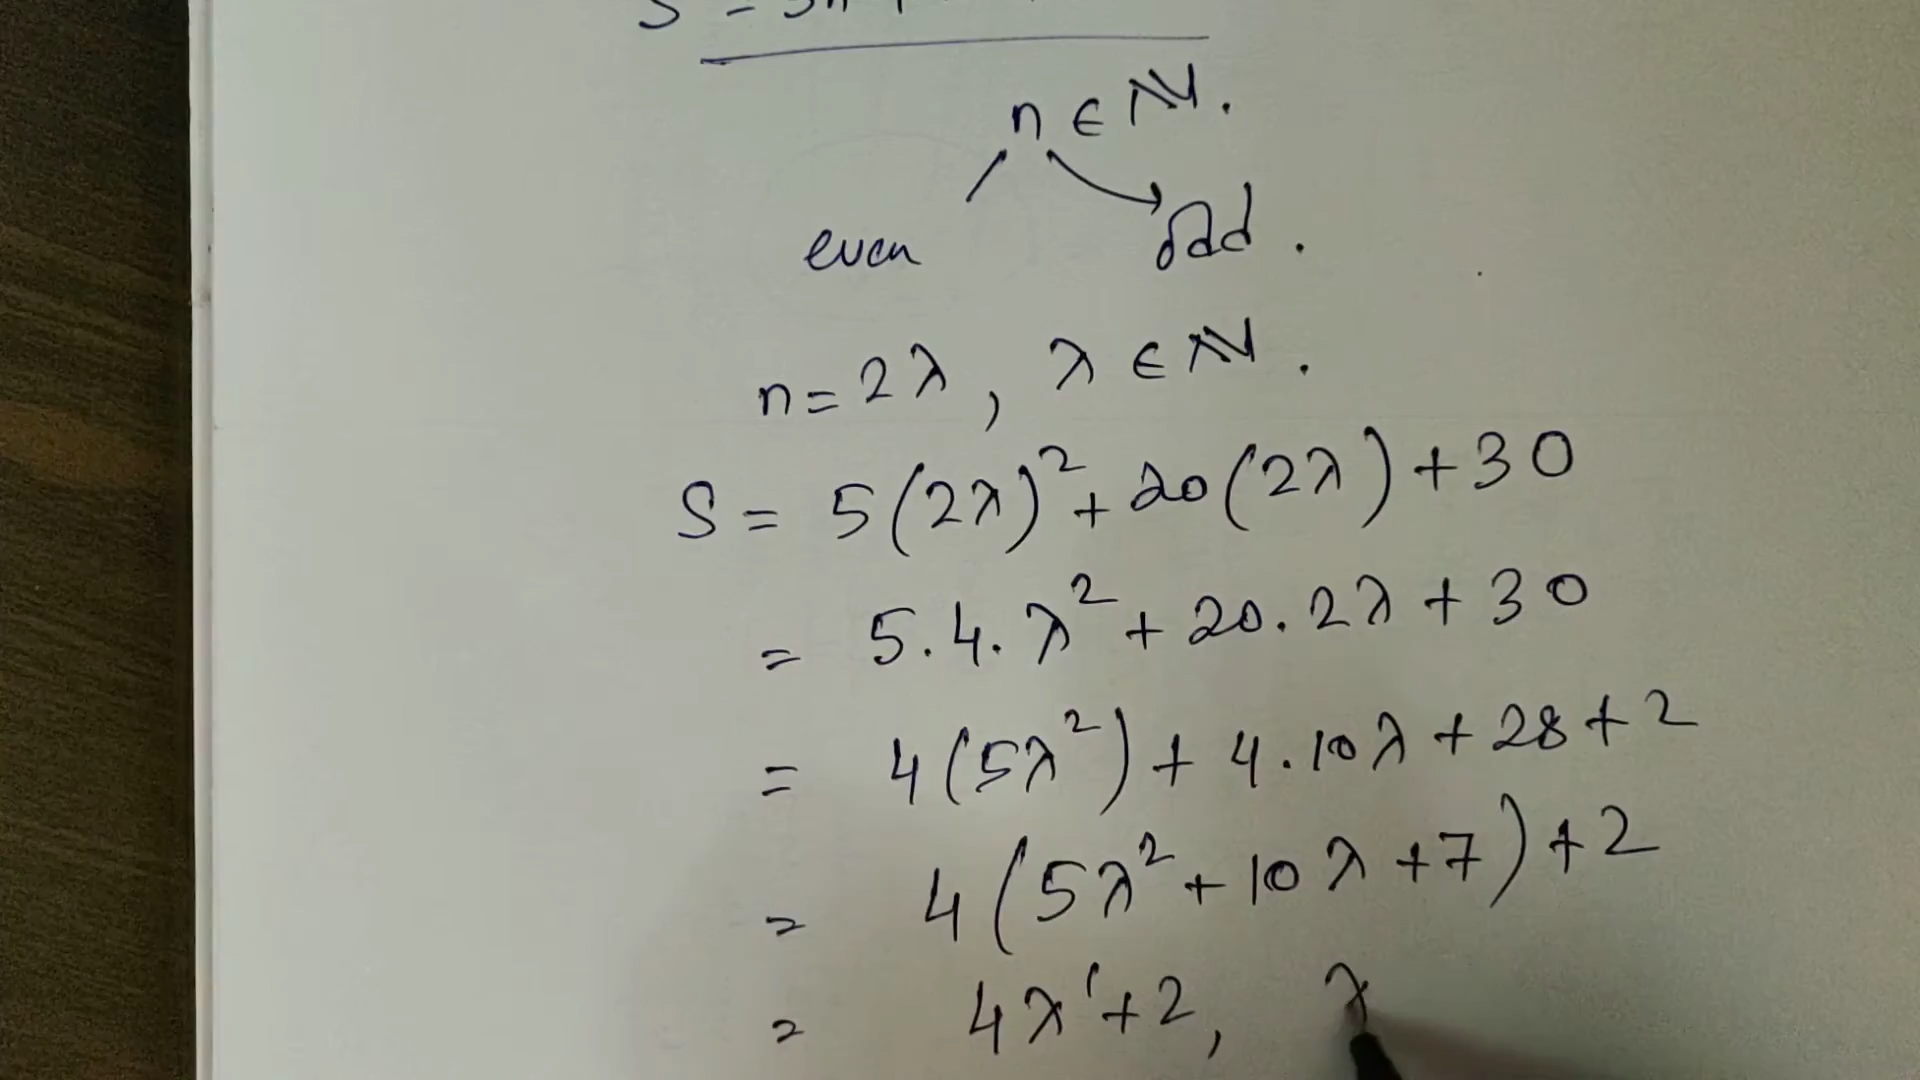 S = 5n
n ∈ ℕ.
even odd.
n = 2λ, λ ∈ ℕ.
S = 5(2λ)² + 20(2λ) + 30
= 5.4.λ² + 20.2λ + 30
= 4(5λ²) + 4.10λ + 28 + 2
= 4(5λ² + 10λ + 7) + 2
= 4λ' + 2, λ